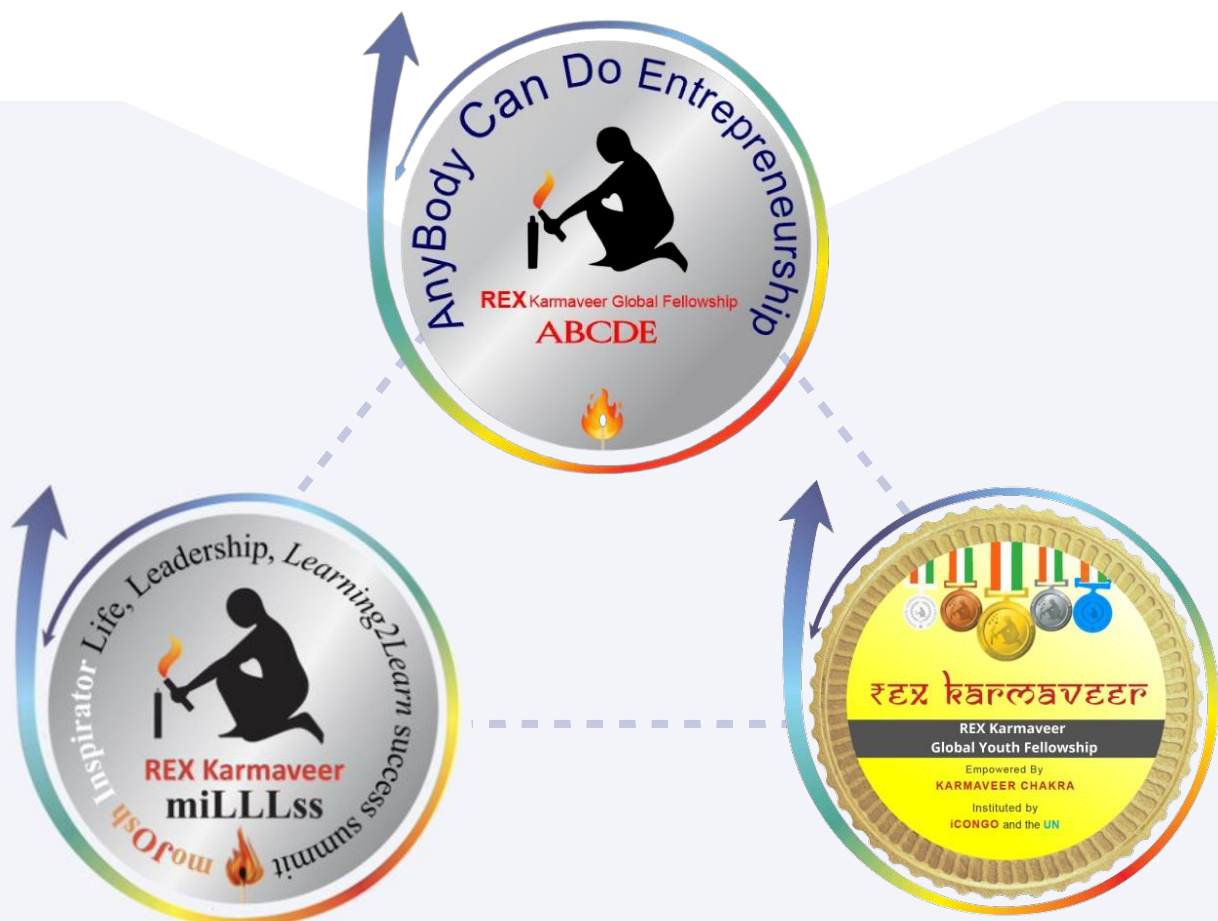 AnyBody Can Do Entrepreneurship
REX Karmaveer Global Fellowship
ABCDE
moJOsh Inspirator Life, Leadership, Learning2Learn success summit
REX Karmaveer
miLLLss
₹ex karmaveer
REX Karmaveer
Global Youth Fellowship
Empowered By
KARMAVEER CHAKRA
Instituted by
iCONGO and the UN